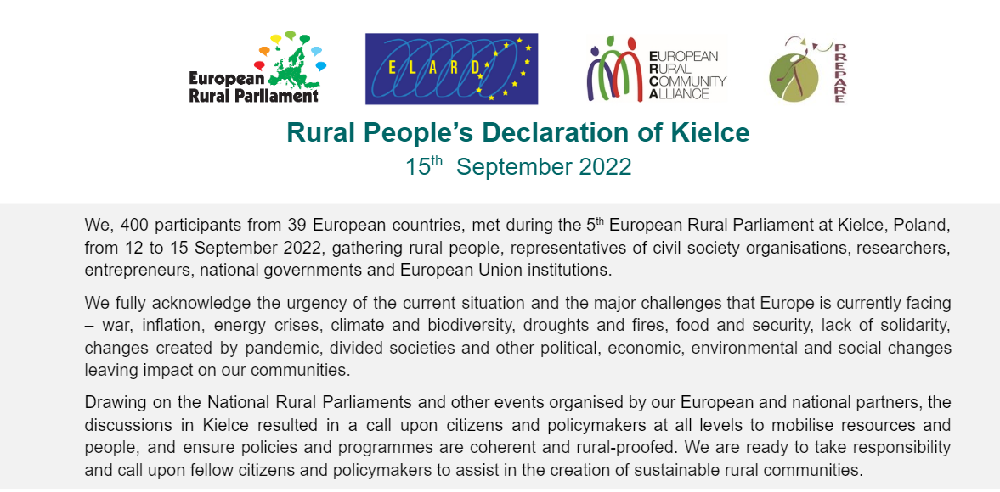 European
Rural Parliament
ELARD
EUROPEAN
RURAL
COMMUNITY
ALLIANCE
PREPARE
Rural People’s Declaration of Kielce
15th September 2022
We, 400 participants from 39 European countries, met during the 5th European Rural Parliament at Kielce, Poland,
from 12 to 15 September 2022, gathering rural people, representatives of civil society organisations, researchers,
entrepreneurs, national governments and European Union institutions.
We fully acknowledge the urgency of the current situation and the major challenges that Europe is currently facing
– war, inflation, energy crises, climate and biodiversity, droughts and fires, food and security, lack of solidarity,
changes created by pandemic, divided societies and other political, economic, environmental and social changes
leaving impact on our communities.
Drawing on the National Rural Parliaments and other events organised by our European and national partners, the
discussions in Kielce resulted in a call upon citizens and policymakers at all levels to mobilise resources and
people, and ensure policies and programmes are coherent and rural-proofed. We are ready to take responsibility
and call upon fellow citizens and policymakers to assist in the creation of sustainable rural communities.